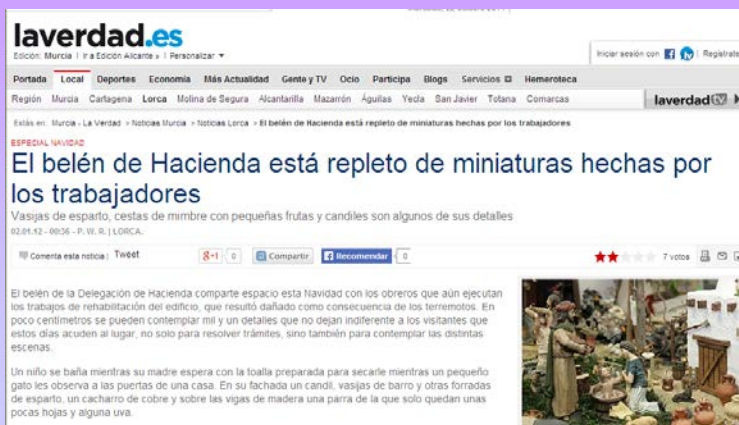 laverdad.es
Edición: Murcia | Ir a Edición Alicante » | Personalizar
Iniciar sesión con | Regístrate
Portada Local Deportes Economía Más Actualidad Gente y TV Ocio Participa Blogs Servicios Hemeroteca
Región Murcia Cartagena Lorca Molina de Segura Alcantarilla Mazarrón Águilas Yecla San Javier Totana Comarcas laverdadTV
Estás en: Murcia - La Verdad > Noticias Murcia > Noticias Lorca > El belén de Hacienda está repleto de miniaturas hechas por los trabajadores
ESPECIAL NAVIDAD
El belén de Hacienda está repleto de miniaturas hechas por
los trabajadores
Vasijas de esparto, cestas de mimbre con pequeñas frutas y candiles son algunos de sus detalles
02.01.12 - 00:36 - P. W. R. | LORCA.
Comenta esta noticia | Tweet g+1 0 Compartir Recomendar 0 7 votos
El belén de la Delegación de Hacienda comparte espacio esta Navidad con los obreros que aún ejecutan
los trabajos de rehabilitación del edificio, que resultó dañado como consecuencia de los terremotos. En
poco centímetros se pueden contemplar mil y un detalles que no dejan indiferente a los visitantes que
estos días acuden al lugar, no solo para resolver trámites, sino también para contemplar las distintas
escenas.
Un niño se baña mientras su madre espera con la toalla preparada para secarle mientras un pequeño
gato les observa a las puertas de una casa. En su fachada un candil, vasijas de barro y otras forradas
de esparto, un cacharro de cobre y sobre las vigas de madera una parra de la que solo quedan unas
pocas hojas y alguna uva.